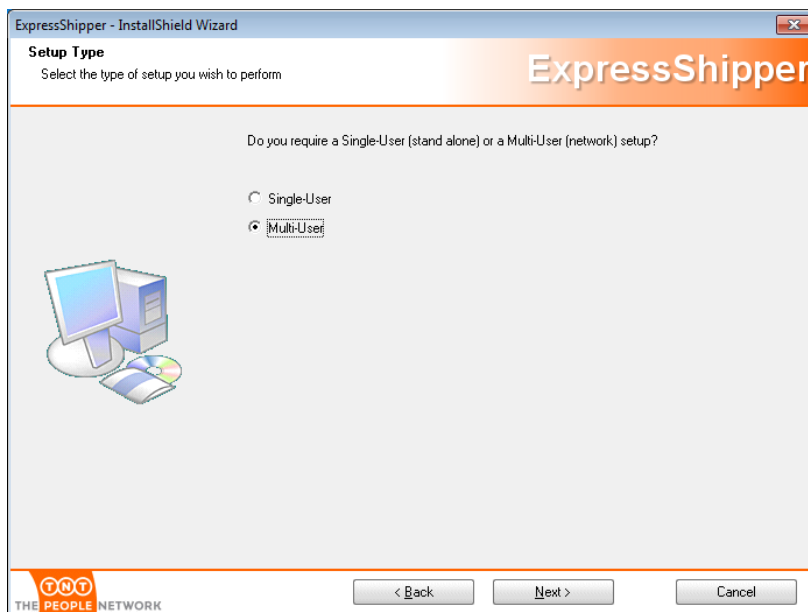 ExpressShipper - InstallShield Wizard
Setup Type
Select the type of setup you wish to perform
ExpressShipper
Do you require a Single-User (stand alone) or a Multi-User (network) setup?
Single-User
Multi-User
TNT
THE PEOPLE NETWORK
< Back
Next >
Cancel